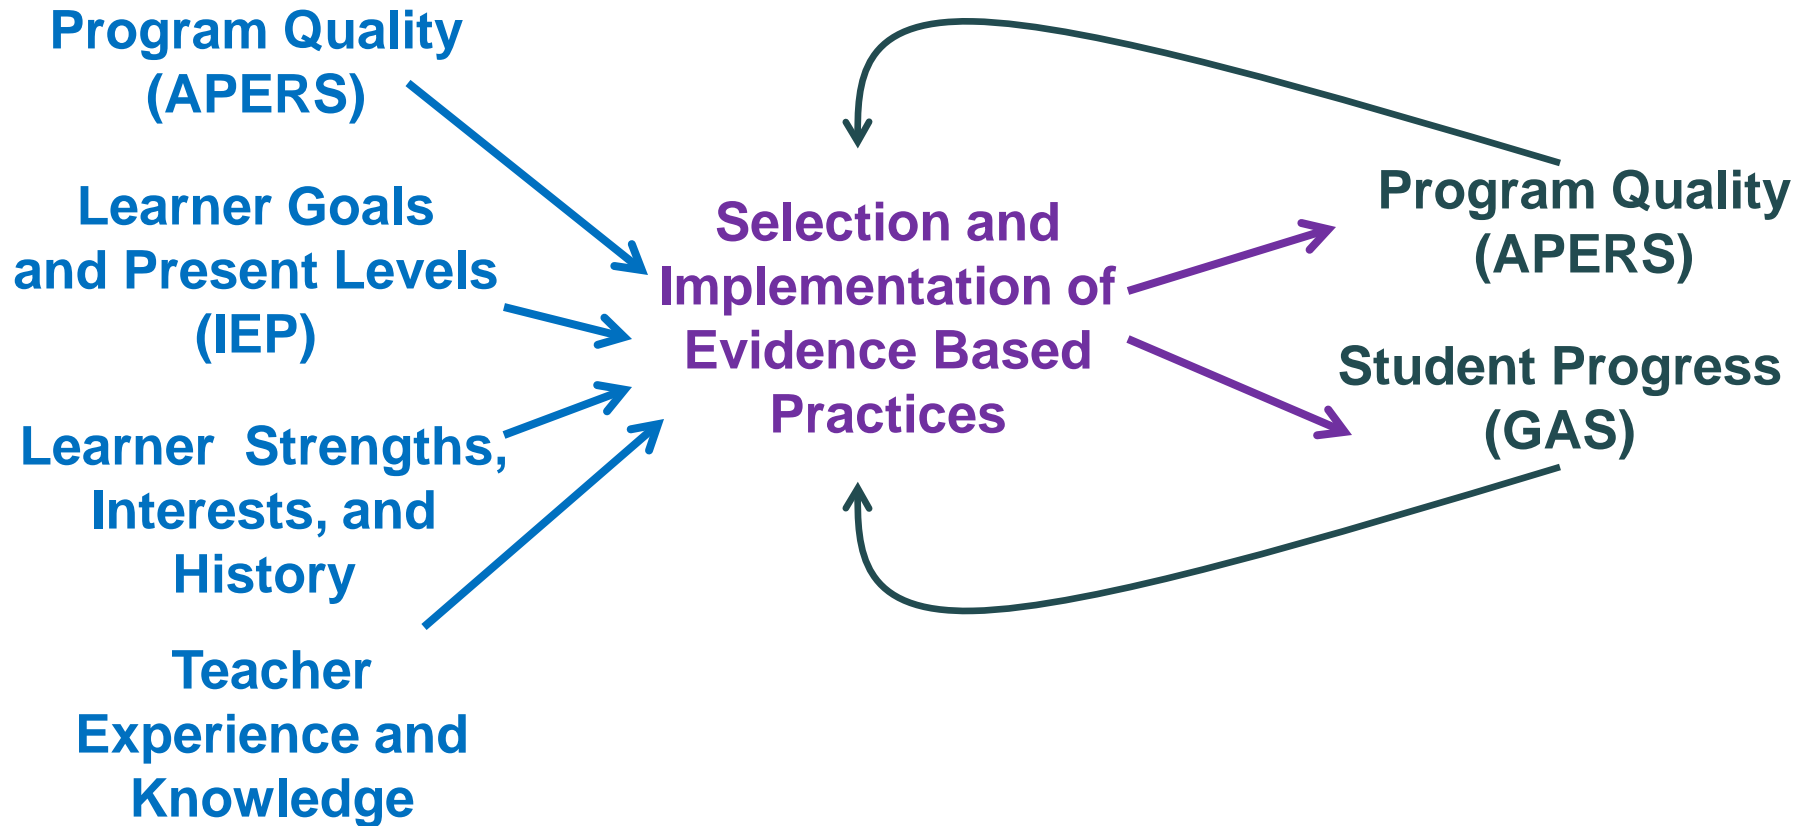 Program Quality
(APERS)
Learner Goals
and Present Levels
(IEP)
Learner  Strengths,
Interests, and
History
Teacher
Experience and
Knowledge
Selection and
Implementation of
Evidence Based
Practices
Program Quality
(APERS)
Student Progress
(GAS)